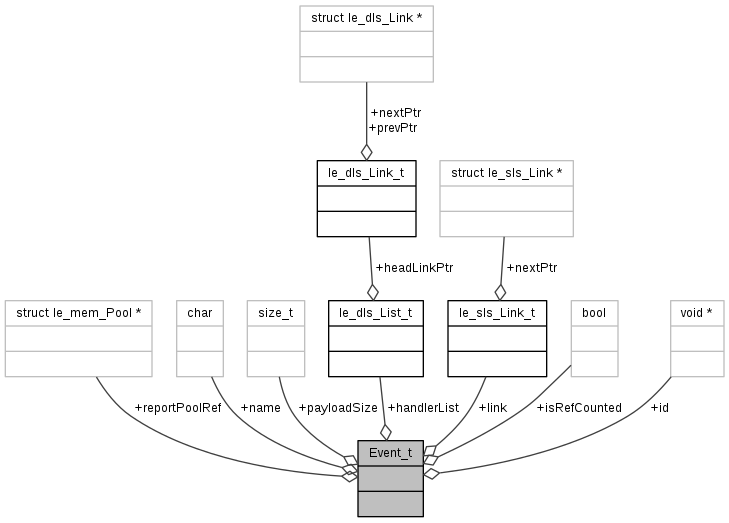 struct le_dls_Link *
+nextPtr
+prevPtr
le_dls_Link_t
struct le_sls_Link *
+headLinkPtr
+nextPtr
struct le_mem_Pool *
char
size_t
le_dls_List_t
le_sls_Link_t
bool
void *
+reportPoolRef
+name
+payloadSize
+handlerList
+link
+isRefCounted
+id
Event_t